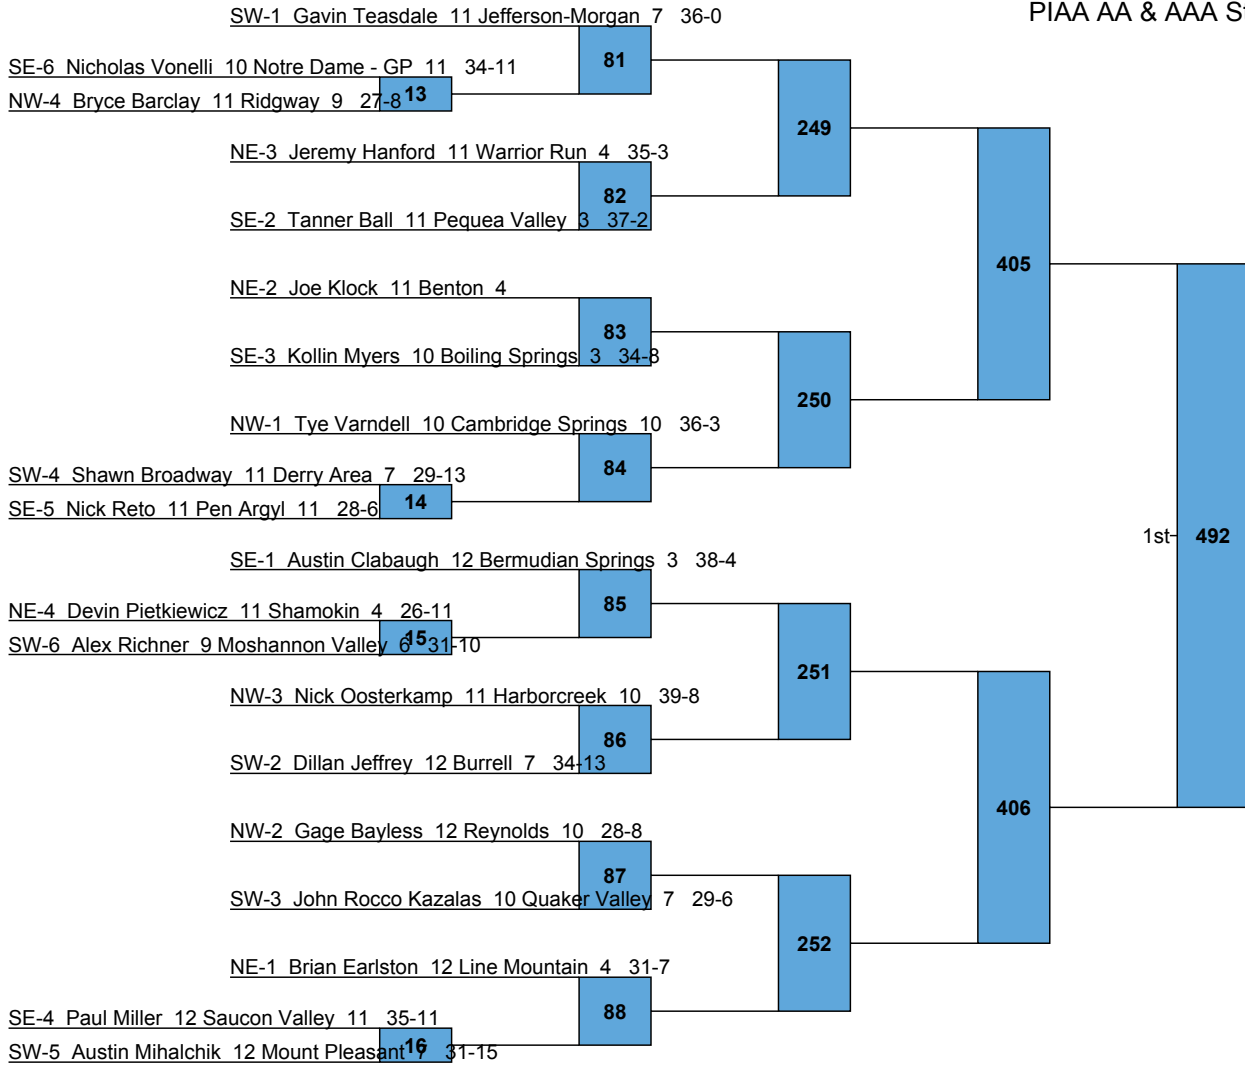 SW-1 Gavin Teasdale 11 Jefferson-Morgan 7 36-0
PIAA AA & AAA St
81
SE-6 Nicholas Vonelli 10 Notre Dame - GP 11 34-11
13
NW-4 Bryce Barclay 11 Ridgway 9 27-8
249
NE-3 Jeremy Hanford 11 Warrior Run 4 35-3
82
SE-2 Tanner Ball 11 Pequea Valley 3 37-2
405
NE-2 Joe Klock 11 Benton 4
83
SE-3 Kollin Myers 10 Boiling Springs 3 34-8
250
NW-1 Tye Varndell 10 Cambridge Springs 10 36-3
84
SW-4 Shawn Broadway 11 Derry Area 7 29-13
14
SE-5 Nick Reto 11 Pen Argyl 11 28-6
1st 492
SE-1 Austin Clabaugh 12 Bermudian Springs 3 38-4
85
NE-4 Devin Pietkiewicz 11 Shamokin 4 26-11
15
SW-6 Alex Richner 9 Moshannon Valley 6 31-10
251
NW-3 Nick Oosterkamp 11 Harborcreek 10 39-8
86
SW-2 Dillan Jeffrey 12 Burrell 7 34-13
406
NW-2 Gage Bayless 12 Reynolds 10 28-8
87
SW-3 John Rocco Kazalas 10 Quaker Valley 7 29-6
252
NE-1 Brian Earlston 12 Line Mountain 4 31-7
88
SE-4 Paul Miller 12 Saucon Valley 11 35-11
16
SW-5 Austin Mihalchik 12 Mount Pleasant 7 31-15